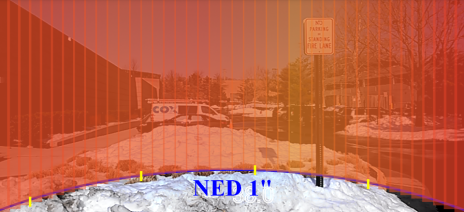 NO
PARKING
STANDING
FIRE LANE
COX
NED 1"